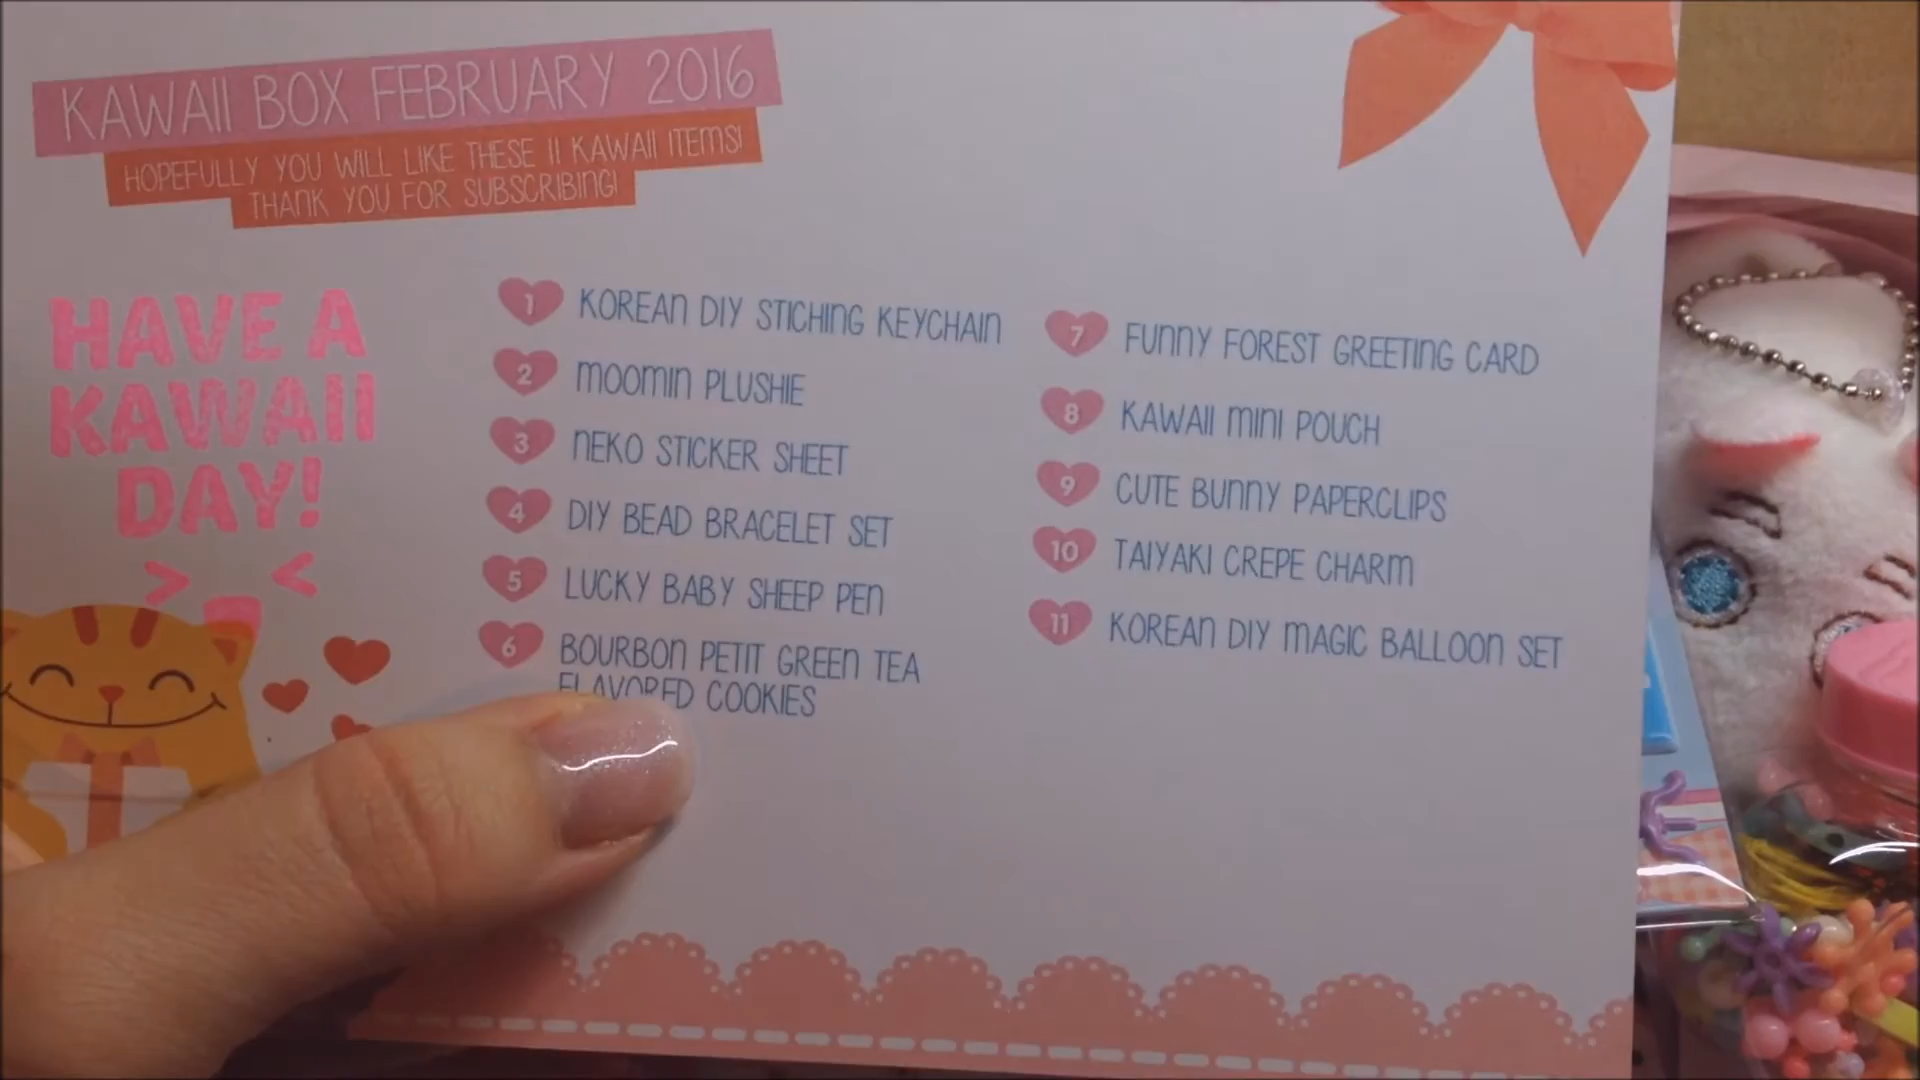 KAWAII BOX FEBRUARY 2016
HOPEFULLY YOU WILL LIKE THESE 11 KAWAII ITEMS!
THANK YOU FOR SUBSCRIBING!
HAVE A
KAWAII
DAY!
> <
1 KOREAN DIY STICHING KEYCHAIN
2 MOOMIN PLUSHIE
3 NEKO STICKER SHEET
4 DIY BEAD BRACELET SET
5 LUCKY BABY SHEEP PEN
6 BOURBON PETIT GREEN TEA
FLAVORED COOKIES
7 FUNNY FOREST GREETING CARD
8 KAWAII MINI POUCH
9 CUTE BUNNY PAPERCLIPS
10 TAIYAKI CREPE CHARM
11 KOREAN DIY MAGIC BALLOON SET